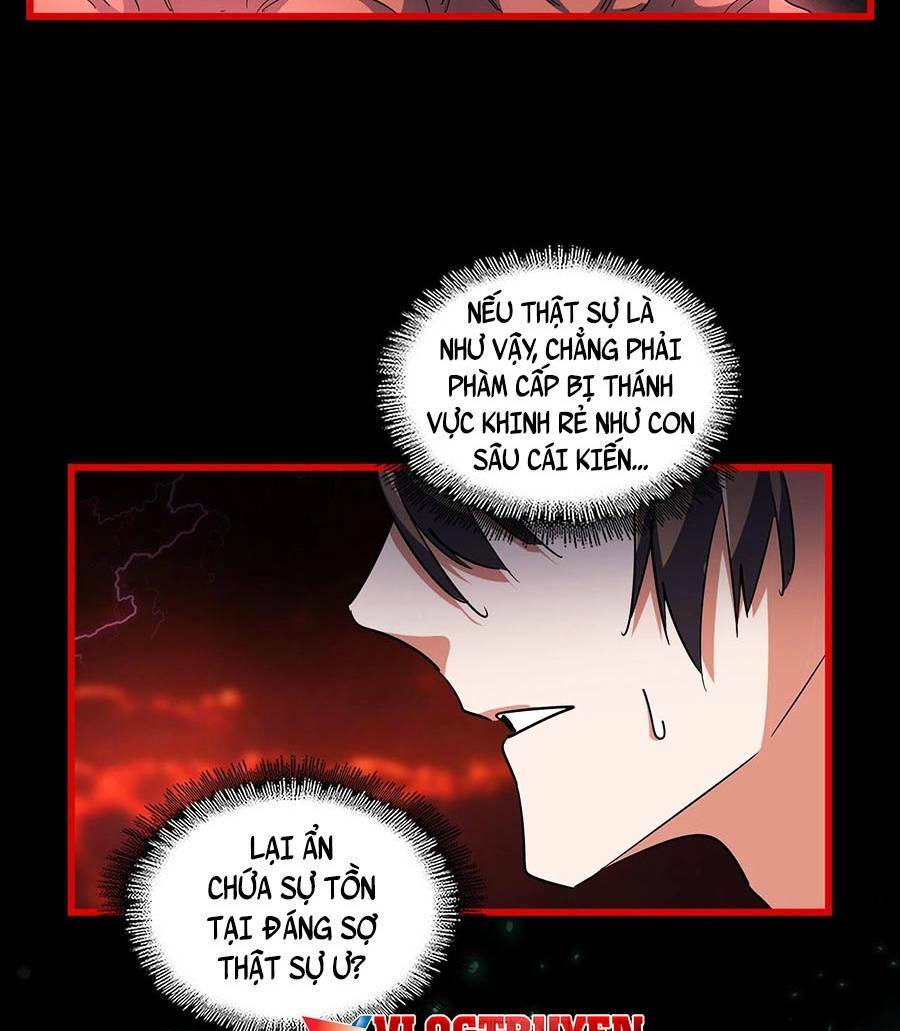 NẾU THẬT SỰ LÀ
NHƯ VẬY, CHẲNG PHẢI
PHÀM CẤP BỊ THÁNH
VỰC KHINH RẺ NHƯ CON
SÂU CÁI KIẾN...
LẠI ẨN
CHỨA SỰ TỒN
TẠI ĐÁNG SỢ
THẬT SỰ Ư?
VLOGTRUYEN